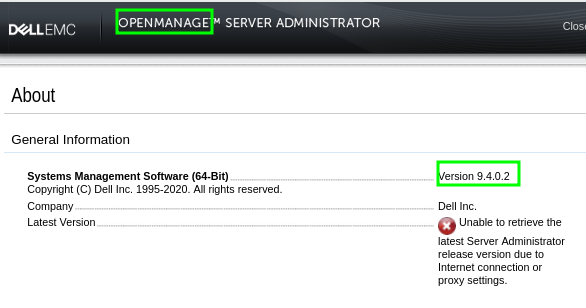 DELLEMC OPENMANAGE™ SERVER ADMINISTRATOR Close
About
General Information
Systems Management Software (64-Bit) Version 9.4.0.2
Copyright (C) Dell Inc. 1995-2020. All rights reserved.
Company Dell Inc.
Latest Version Unable to retrieve the
latest Server Administrator
release version due to
Internet connection or
proxy settings.